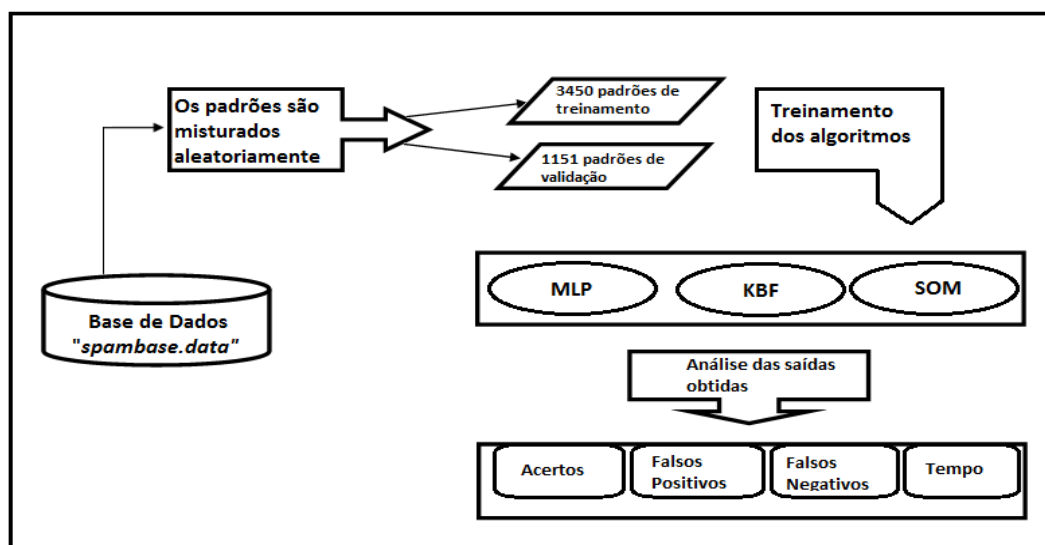 Os padrões são
misturados
aleatoriamente
3450 padrões de
treinamento
1151 padrões de
validação
Treinamento
dos algoritmos
Base de Dados
"spambase.data"
MLP
KBF
SOM
Análise das saídas
obtidas
Acertos
Falsos
Positivos
Falsos
Negativos
Tempo